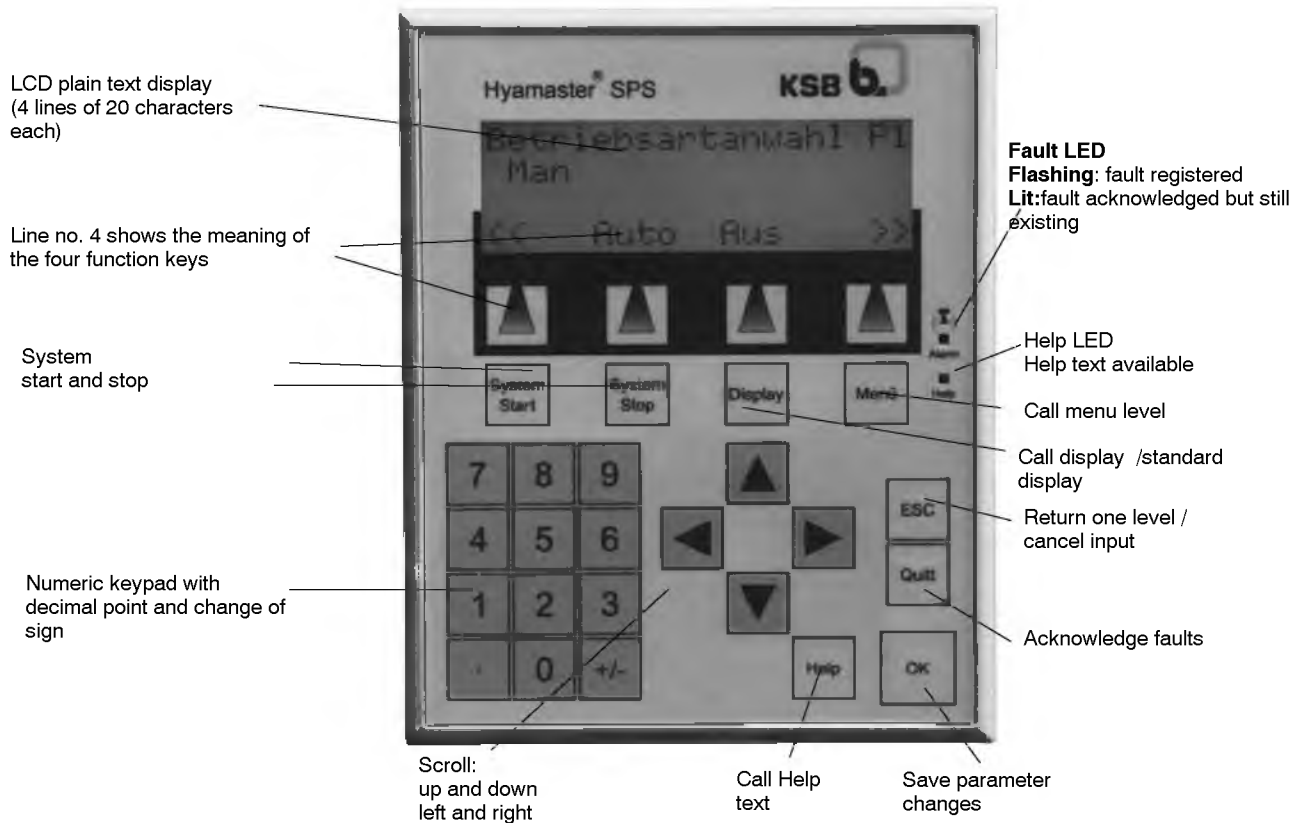 LCD plain text display
(4 lines of 20 characters
each)
Line no. 4 shows the meaning of
the four function keys
System
start and stop
Numeric keypad with
decimal point and change of
sign
Hyamaster® SPS
KSB b.
Betriebsartanwahl P1
Man
<< Auto Aus >>
Alarm
Help
System
Start
System
Stop
Display
Menü
7 8 9
4 5 6
1 2 3
. 0 +/-
ESC
Quitt
Help
OK
Fault LED
Flashing: fault registered
Lit:fault acknowledged but still
existing
Help LED
Help text available
Call menu level
Call display /standard
display
Return one level /
cancel input
Acknowledge faults
Scroll:
up and down
left and right
Call Help
text
Save parameter
changes